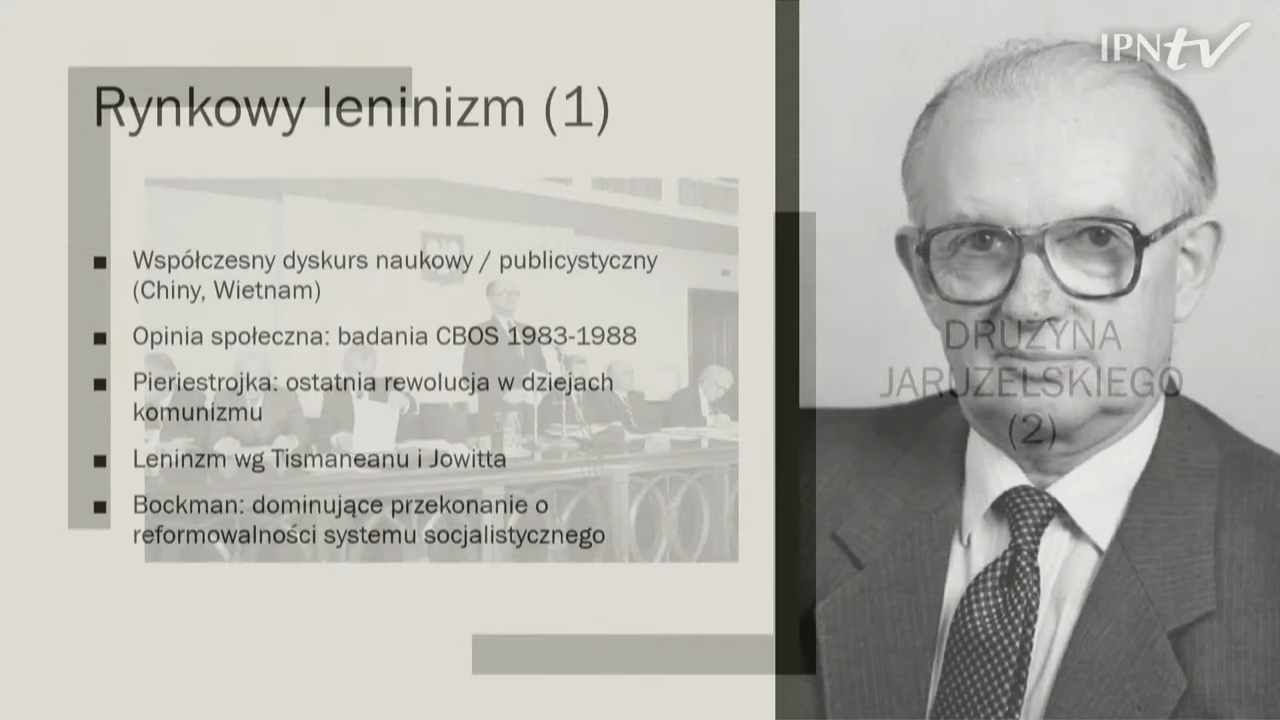 IPNtv
Rynkowy leninizm (1)
Współczesny dyskurs naukowy / publicystyczny
(Chiny, Wietnam)
Opinia społeczna: badania CBOS 1983-1988
Pieriestrojka: ostatnia rewolucja w dziejach
komunizmu
Leninzm wg Tismaneanu i Jowitta
Bockman: dominujące przekonanie o
reformowalności systemu socjalistycznego
DRUŻYNA
JARUZELSKIEGO
(2)